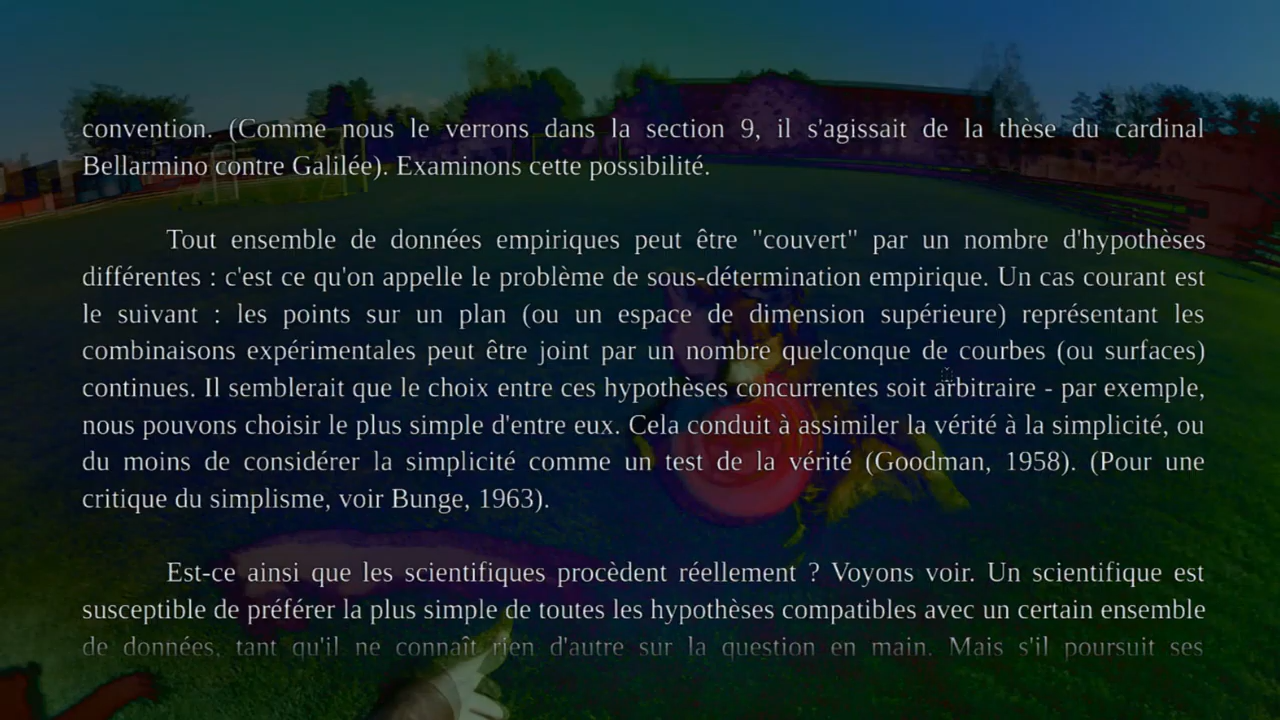 convention. (Comme nous le verrons dans la section 9, il s'agissait de la thèse du cardinal
Bellarmino contre Galilée). Examinons cette possibilité.
Tout ensemble de données empiriques peut être "couvert" par un nombre d'hypothèses
différentes : c'est ce qu'on appelle le problème de sous-détermination empirique. Un cas courant est
le suivant : les points sur un plan (ou un espace de dimension supérieure) représentant les
combinaisons expérimentales peut être joint par un nombre quelconque de courbes (ou surfaces)
continues. Il semblerait que le choix entre ces hypothèses concurrentes soit arbitraire - par exemple,
nous pouvons choisir le plus simple d'entre eux. Cela conduit à assimiler la vérité à la simplicité, ou
du moins de considérer la simplicité comme un test de la vérité (Goodman, 1958). (Pour une
critique du simplisme, voir Bunge, 1963).
Est-ce ainsi que les scientifiques procèdent réellement ? Voyons voir. Un scientifique est
susceptible de préférer la plus simple de toutes les hypothèses compatibles avec un certain ensemble
de données, tant qu'il ne connaît rien d'autre sur la question en main. Mais s'il poursuit ses